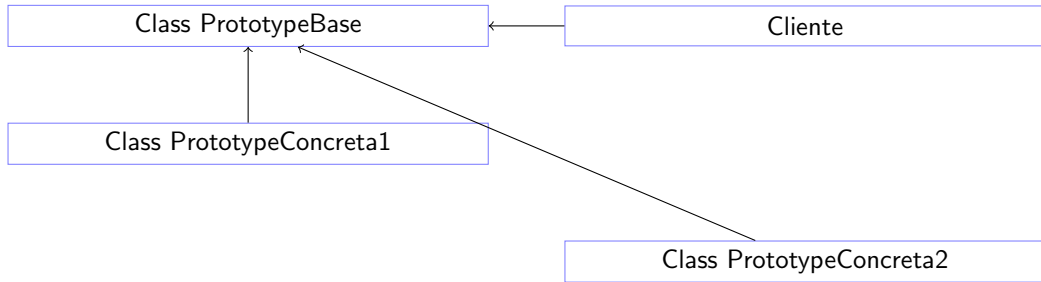 Class PrototypeBase
Cliente
Class PrototypeConcreta1
Class PrototypeConcreta2